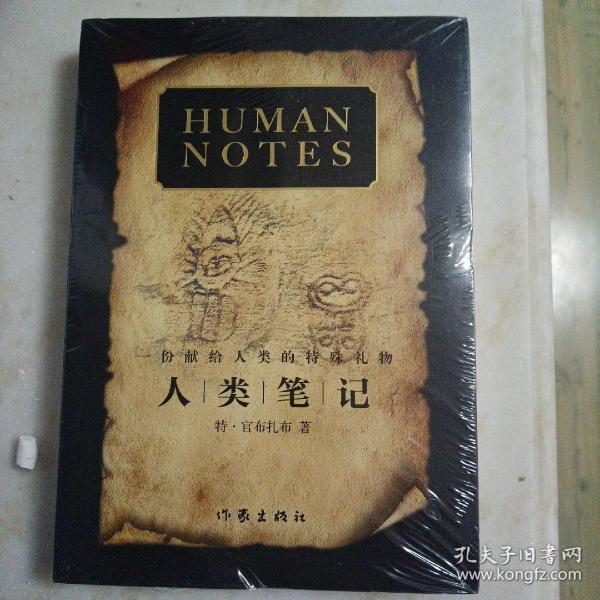 HUMAN
NOTES
一份献给人类的特殊礼物
人|类|笔|记
特·官布扎布 著
作家出版社
孔夫子旧书网
www.kongfz.com